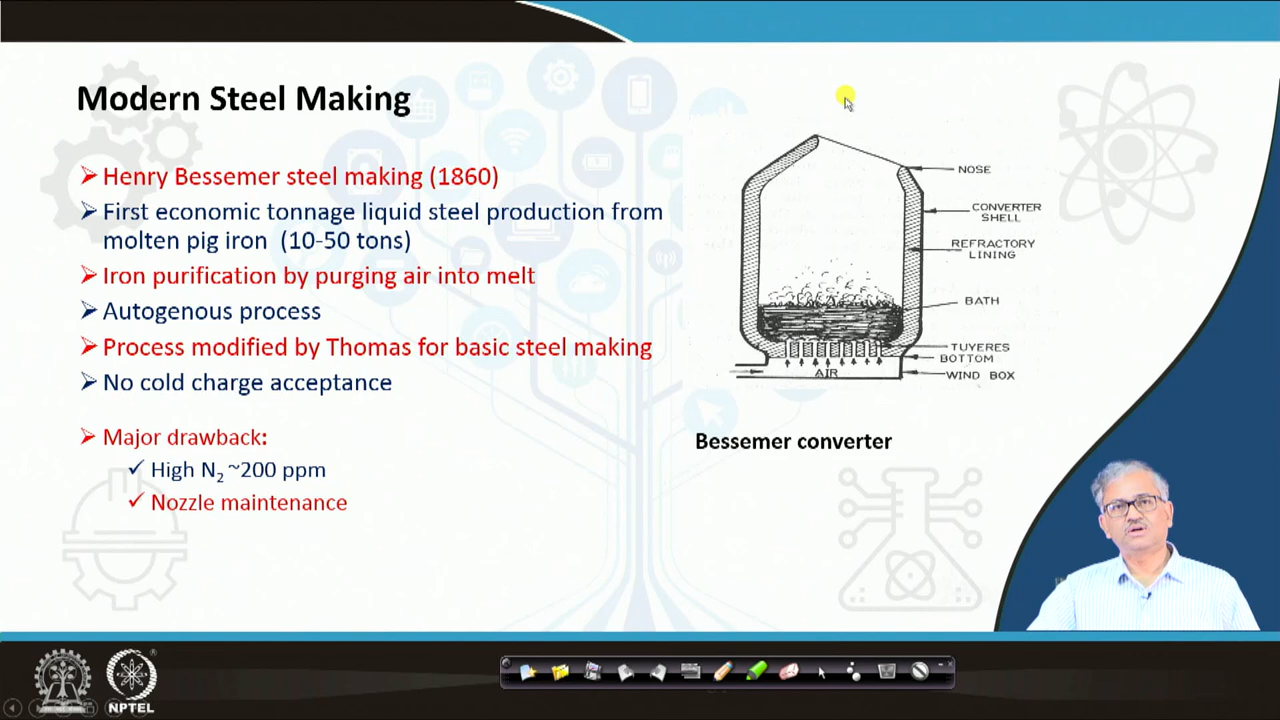 Modern Steel Making
➢ Henry Bessemer steel making (1860)
➢ First economic tonnage liquid steel production from
molten pig iron (10-50 tons)
➢ Iron purification by purging air into melt
➢ Autogenous process
➢ Process modified by Thomas for basic steel making
➢ No cold charge acceptance
➢ Major drawback:
✓ High N₂ ~200 ppm
✓ Nozzle maintenance
NOSE
CONVERTER
SHELL
REFRACTORY
LINING
BATH
TUYERES
BOTTOM
WIND BOX
AIR
Bessemer converter
NPTEL